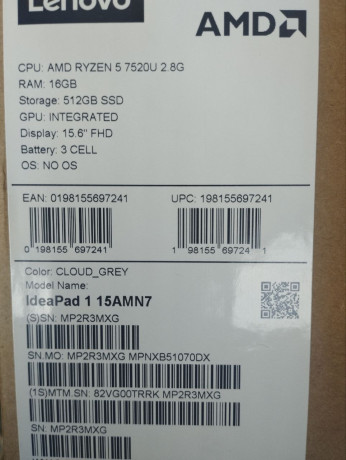 Lenovo
AMD
CPU: AMD RYZEN 5 7520U 2.8G
RAM: 16GB
Storage: 512GB SSD
GPU: INTEGRATED
Display: 15.6" FHD
Battery: 3 CELL
OS: NO OS
EAN: 0198155697241 UPC: 198155697241
0 198155 697241 1 98155 69724 1
Color: CLOUD_GREY
Model Name:
IdeaPad 1 15AMN7
(S)SN: MP2R3MXG
SN.MO: MP2R3MXG MPNXB51070DX
(1S)MTM.SN: 82VG00TRRK MP2R3MXG
SN: MP2R3MXG